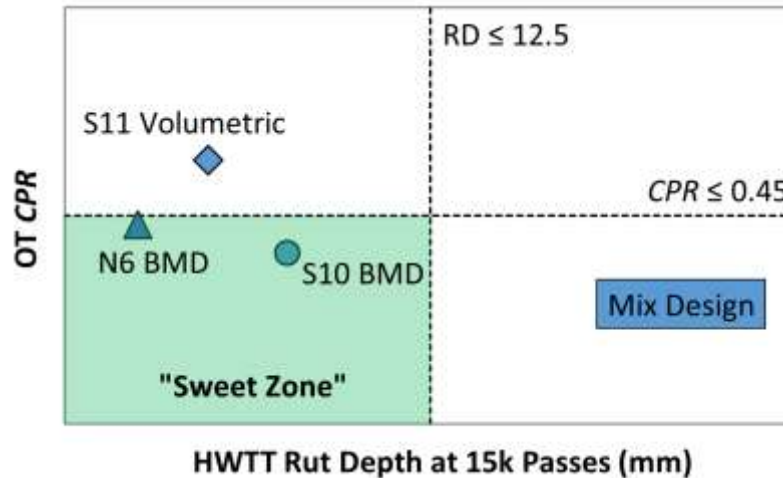 RD ≤ 12.5
S11 Volumetric
CPR ≤ 0.45
OT CPR
N6 BMD
S10 BMD
Mix Design
"Sweet Zone"
HWTT Rut Depth at 15k Passes (mm)